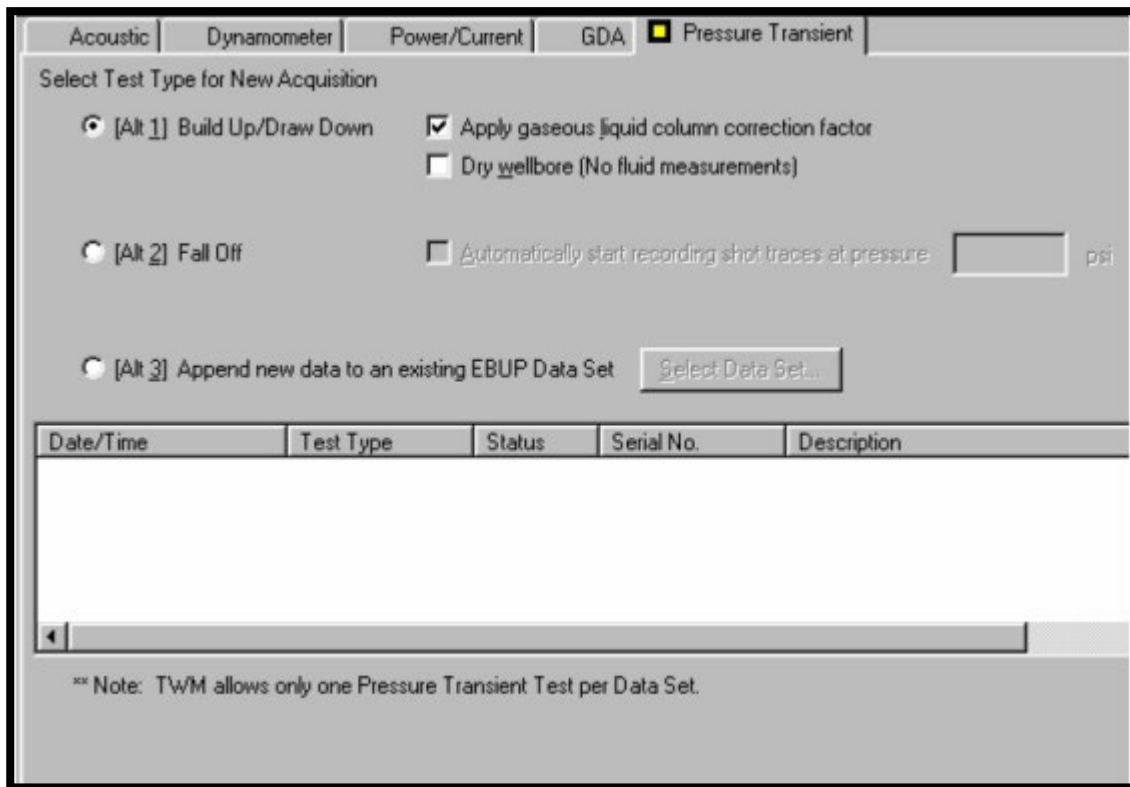 Acoustic Dynamometer Power/Current GDA Pressure Transient
Select Test Type for New Acquisition
[Alt 1] Build Up/Draw Down Apply gaseous liquid column correction factor
Dry wellbore (No fluid measurements)
[Alt 2] Fall Off Automatically start recording shot traces at pressure psi
[Alt 3] Append new data to an existing EBUP Data Set Select Data Set...
Date/Time Test Type Status Serial No. Description
** Note: TWM allows only one Pressure Transient Test per Data Set.